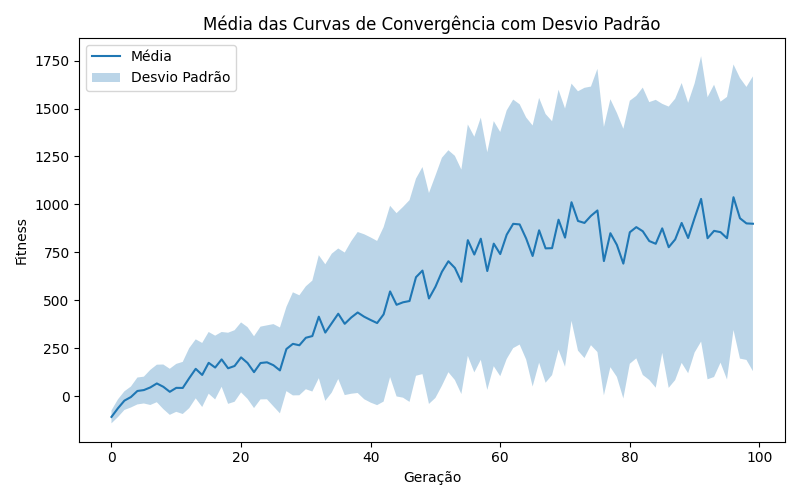 Média das Curvas de Convergência com Desvio Padrão
Média
Desvio Padrão
Fitness
1750
1500
1250
1000
750
500
250
0
0 20 40 60 80 100
Geração